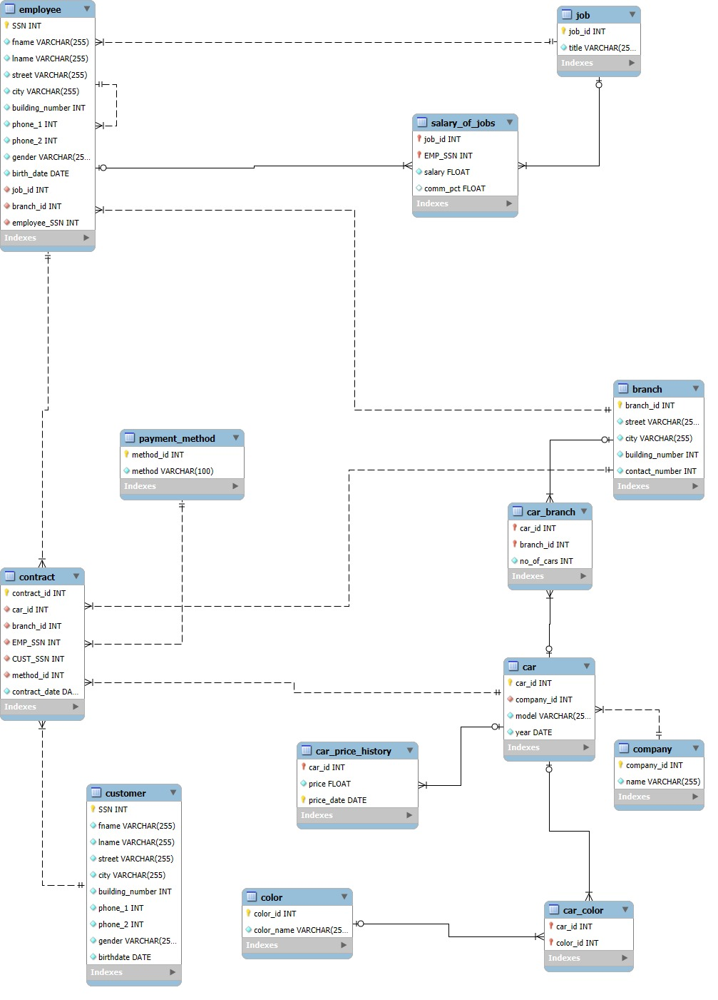 employee
SSN INT
fname VARCHAR(255)
lname VARCHAR(255)
street VARCHAR(255)
city VARCHAR(255)
building_number INT
phone_1 INT
phone_2 INT
gender VARCHAR(25...
birth_date DATE
job_id INT
branch_id INT
employee_SSN INT
Indexes
job
job_id INT
title VARCHAR(25...
Indexes
salary_of_jobs
job_id INT
EMP_SSN INT
salary FLOAT
comm_pct FLOAT
Indexes
branch
branch_id INT
street VARCHAR(25...
city VARCHAR(255)
building_number INT
contact_number INT
Indexes
payment_method
method_id INT
method VARCHAR(100)
Indexes
car_branch
car_id INT
branch_id INT
no_of_cars INT
Indexes
contract
contract_id INT
car_id INT
branch_id INT
EMP_SSN INT
CUST_SSN INT
method_id INT
contract_date DA...
Indexes
car
car_id INT
company_id INT
model VARCHAR(25...
year DATE
Indexes
car_price_history
car_id INT
price FLOAT
price_date DATE
Indexes
company
company_id INT
name VARCHAR(255)
Indexes
customer
SSN INT
fname VARCHAR(255)
lname VARCHAR(255)
street VARCHAR(255)
city VARCHAR(255)
building_number INT
phone_1 INT
phone_2 INT
gender VARCHAR(25...
birthdate DATE
Indexes
color
color_id INT
color_name VARCHAR(25...
Indexes
car_color
car_id INT
color_id INT
Indexes